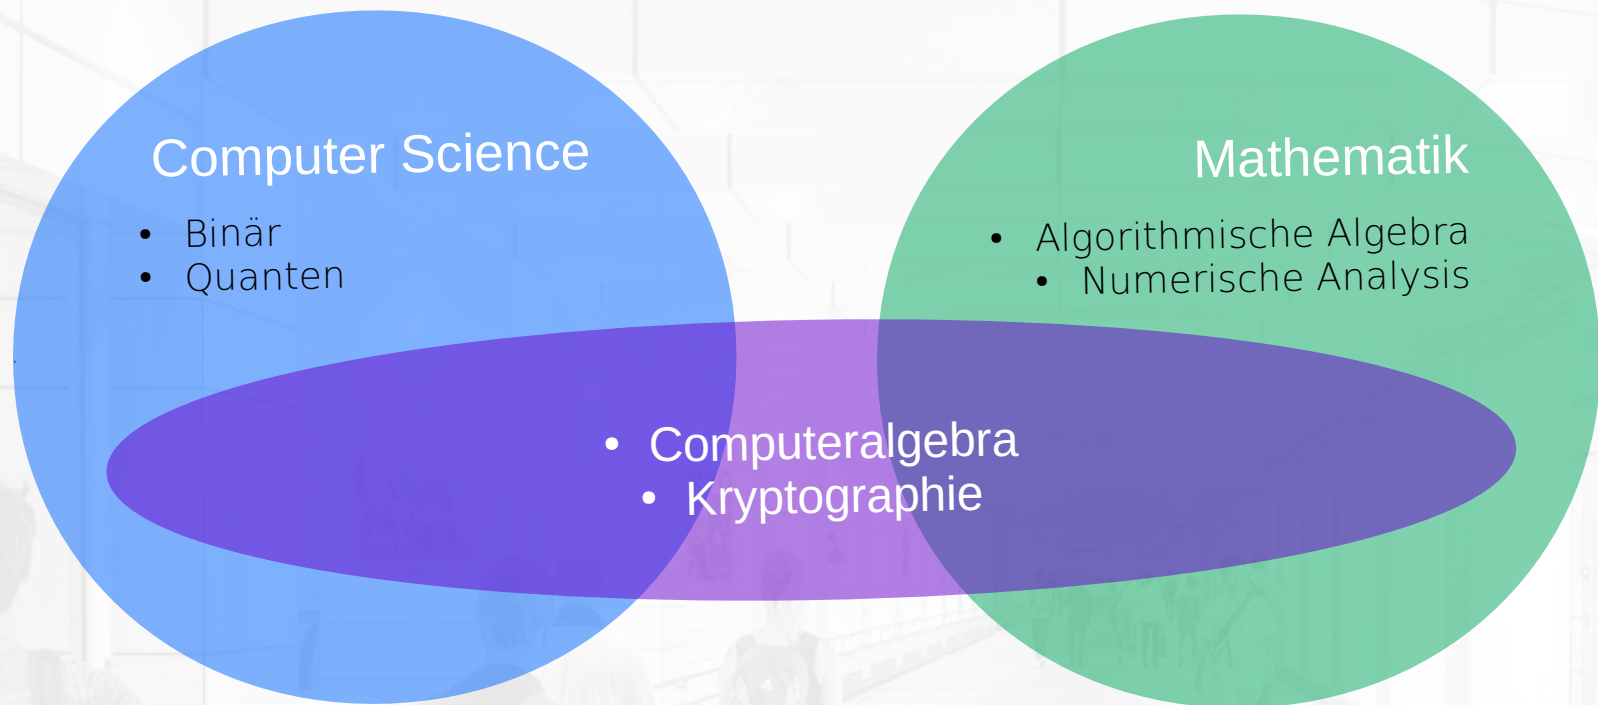 Computer Science
• Binär
• Quanten
Mathematik
• Algorithmische Algebra
• Numerische Analysis
• Computeralgebra
• Kryptographie